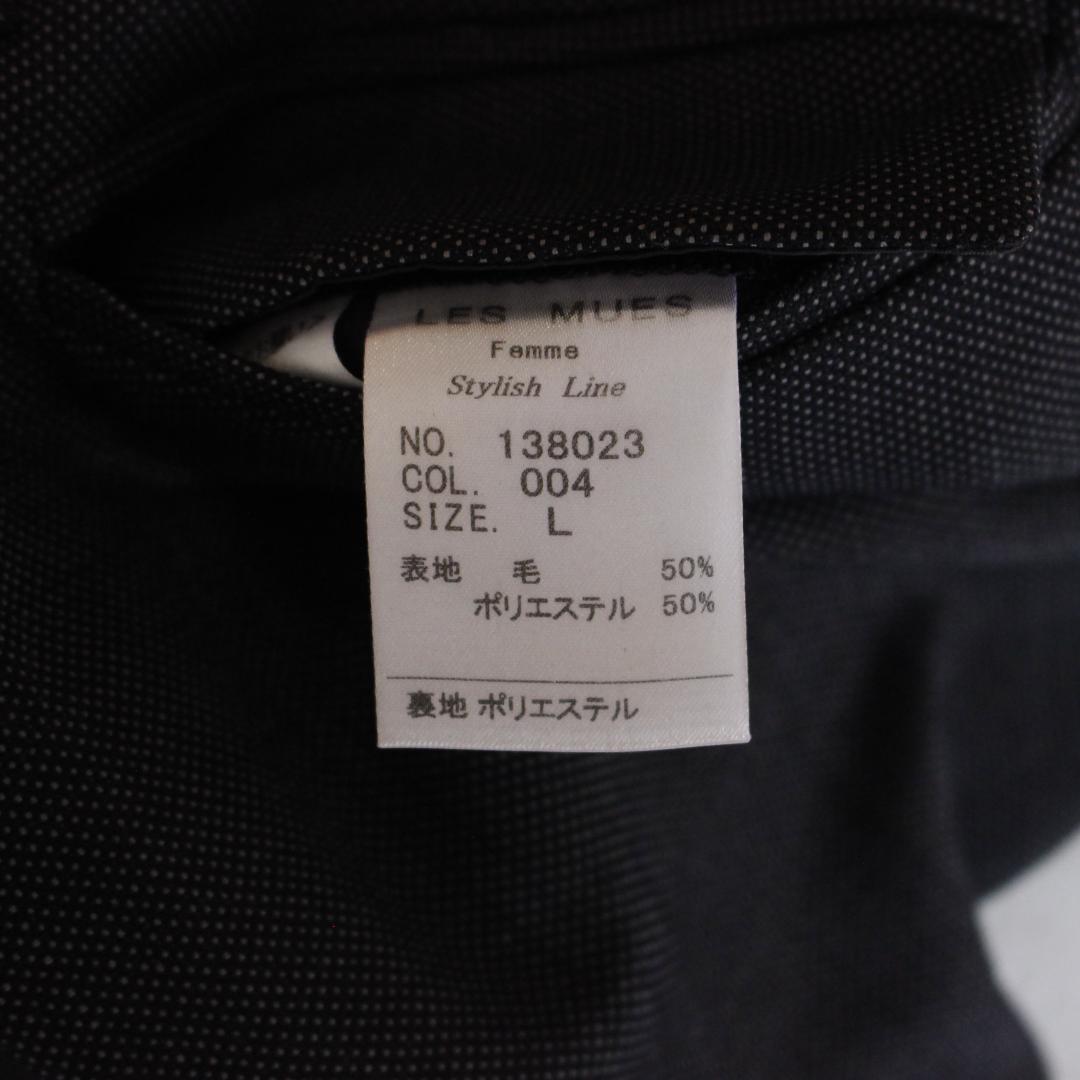 LES MUES
Femme
Stylish Line
NO. 138023
COL. 004
SIZE. L
表地 毛 50%
ポリエステル 50%
裏地 ポリエステル